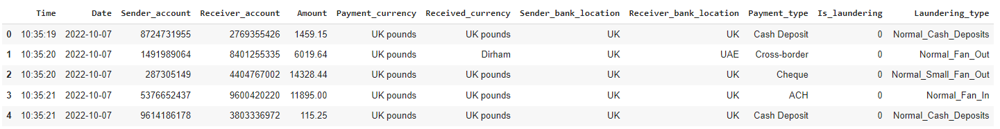 Time Date Sender_account Receiver_account Amount Payment_currency Received_currency Sender_bank_location Receiver_bank_location Payment_type Is_laundering Laundering_type
0 10:35:19 2022-10-07 8724731955 2769355426 1459.15 UK pounds UK pounds UK UK Cash Deposit 0 Normal_Cash_Deposits
1 10:35:20 2022-10-07 1491989064 8401255335 6019.64 UK pounds Dirham UK UAE Cross-border 0 Normal_Fan_Out
2 10:35:20 2022-10-07 287305149 4404767002 14328.44 UK pounds UK pounds UK UK Cheque 0 Normal_Small_Fan_Out
3 10:35:21 2022-10-07 5376652437 9600420220 11895.00 UK pounds UK pounds UK UK ACH 0 Normal_Fan_In
4 10:35:21 2022-10-07 9614186178 3803336972 115.25 UK pounds UK pounds UK UK Cash Deposit 0 Normal_Cash_Deposits